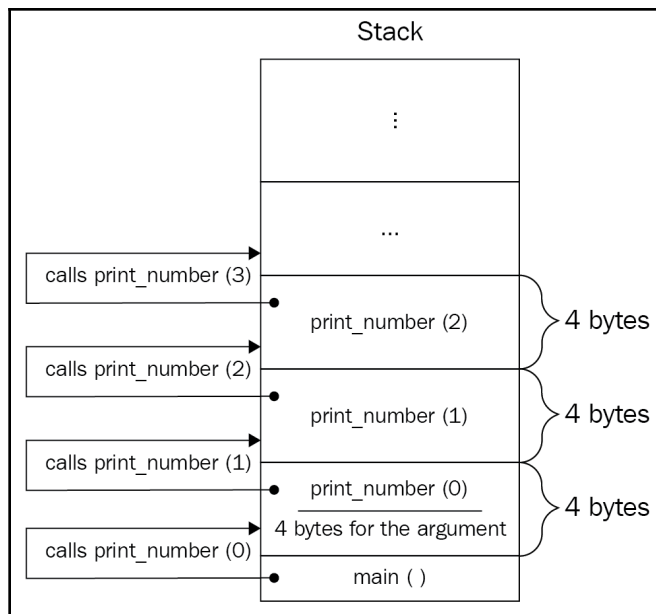 Stack
⋮
...
calls print_number (3)
print_number (2)
4 bytes
calls print_number (2)
print_number (1)
4 bytes
calls print_number (1)
print_number (0)
4 bytes for the argument
4 bytes
calls print_number (0)
main ( )